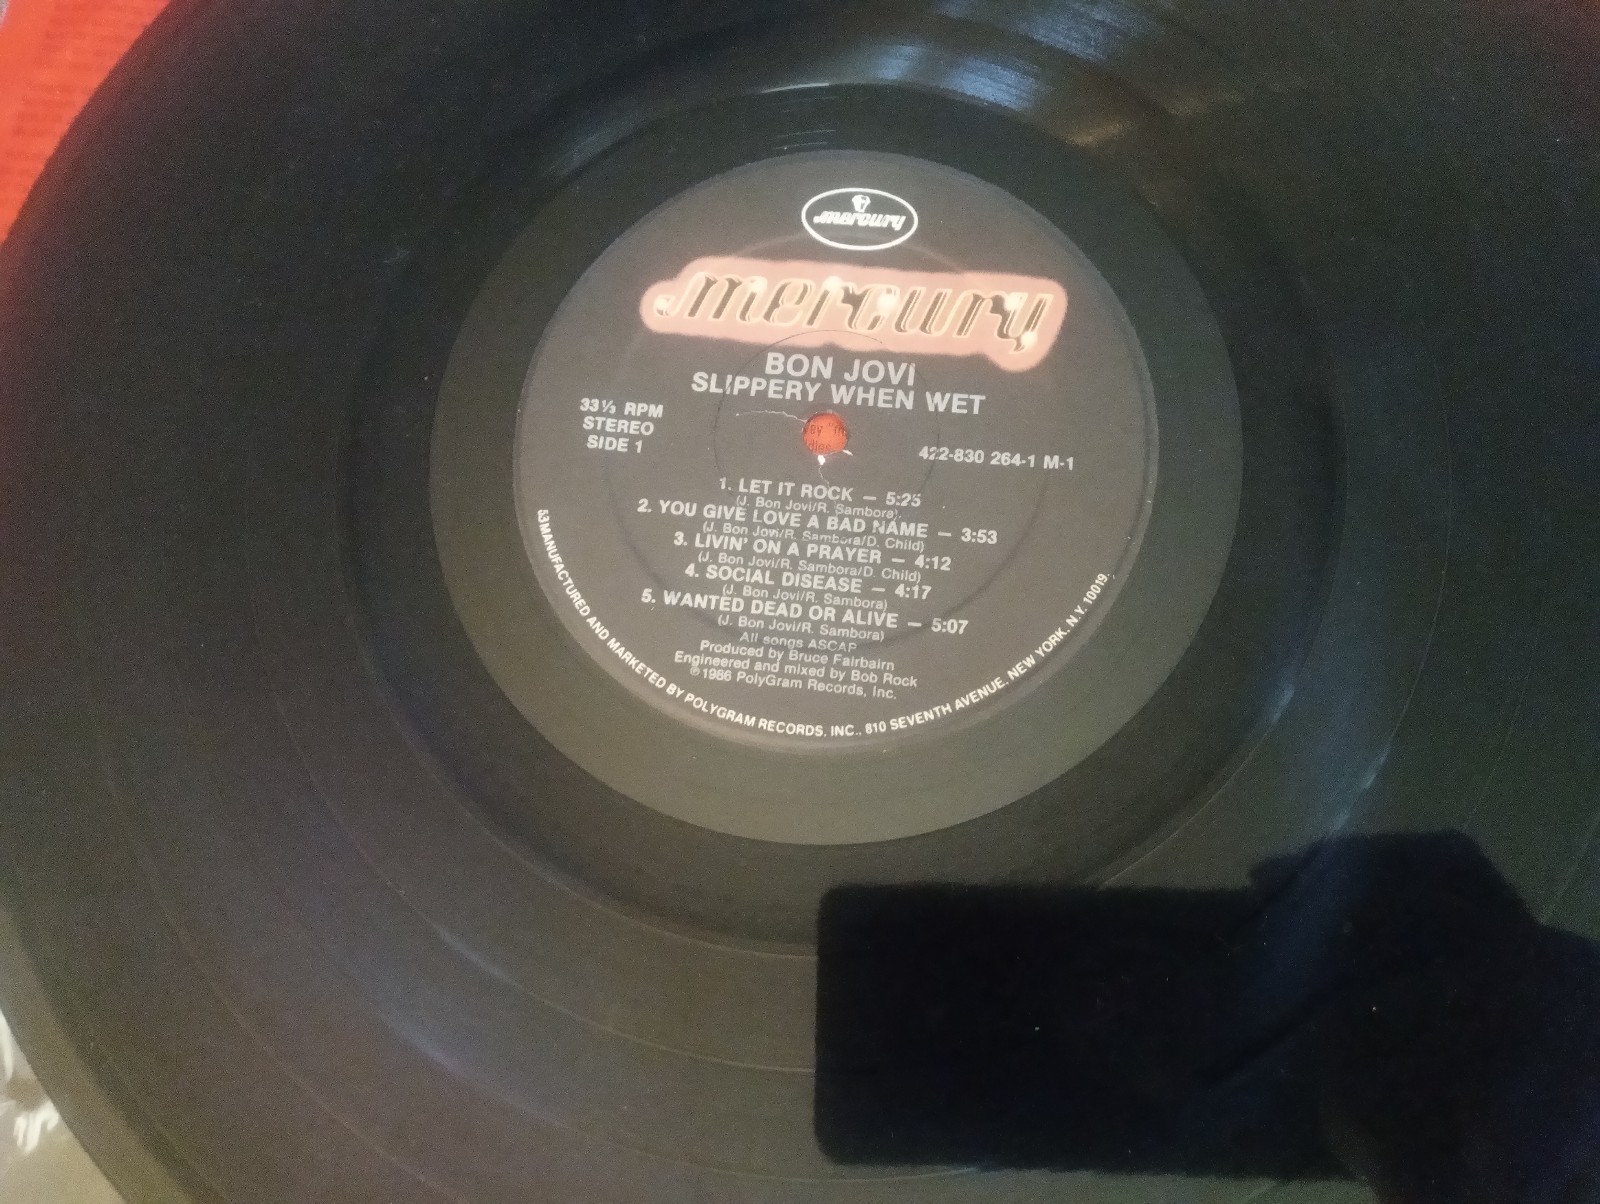 mercury
mercury
BON JOVI
SLIPPERY WHEN WET
33⅓ RPM
STEREO
SIDE 1
422-830 264-1 M-1
1. LET IT ROCK — 5:25
(J. Bon Jovi/R. Sambora)
2. YOU GIVE LOVE A BAD NAME — 3:53
(J. Bon Jovi/R. Sambora/D. Child)
3. LIVIN' ON A PRAYER — 4:12
(J. Bon Jovi/R. Sambora/D. Child)
4. SOCIAL DISEASE — 4:17
(J. Bon Jovi/R. Sambora)
5. WANTED DEAD OR ALIVE — 5:07
(J. Bon Jovi/R. Sambora)
All songs ASCAP
Produced by Bruce Fairbairn
Engineered and mixed by Bob Rock
℗1986 PolyGram Records, Inc.
53 MANUFACTURED AND MARKETED BY POLYGRAM RECORDS, INC., 810 SEVENTH AVENUE, NEW YORK, N.Y. 10019.